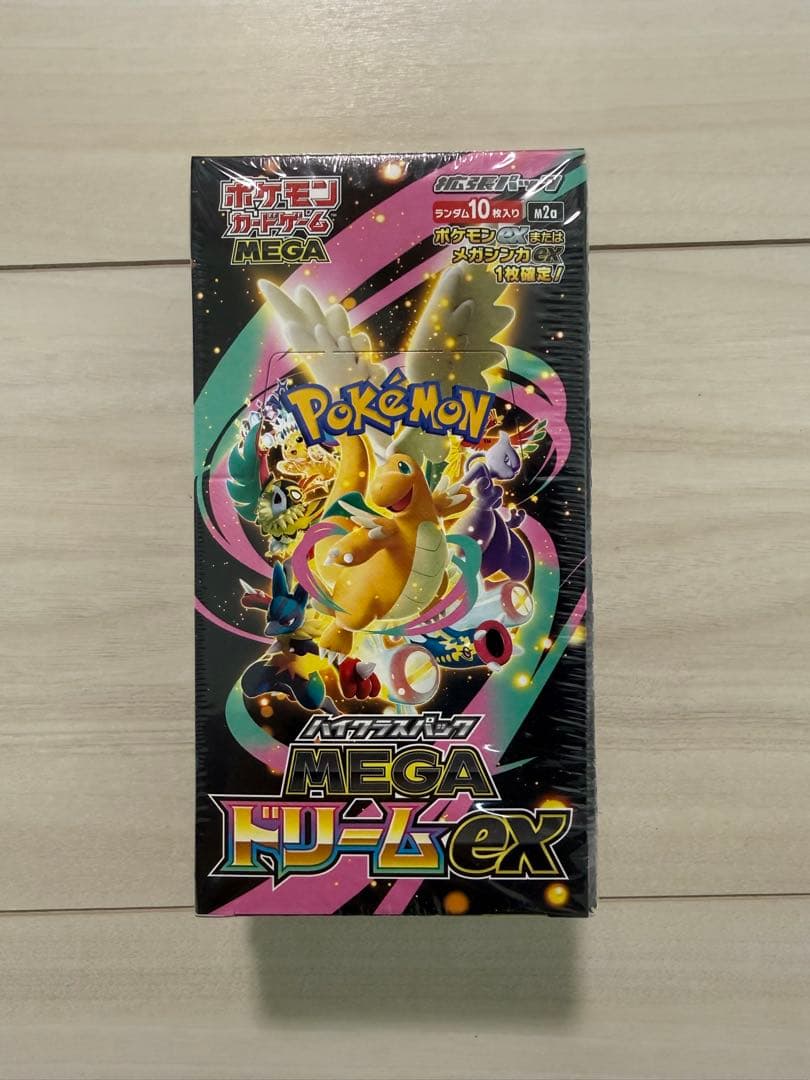 ポケモン
カードゲーム
MEGA
拡張パック
ランダム10枚入り
M2a
ポケモンexまたは
メガシンカex
1枚確定!
POKéMON
ハイクラスパック
MEGA
ドリームex